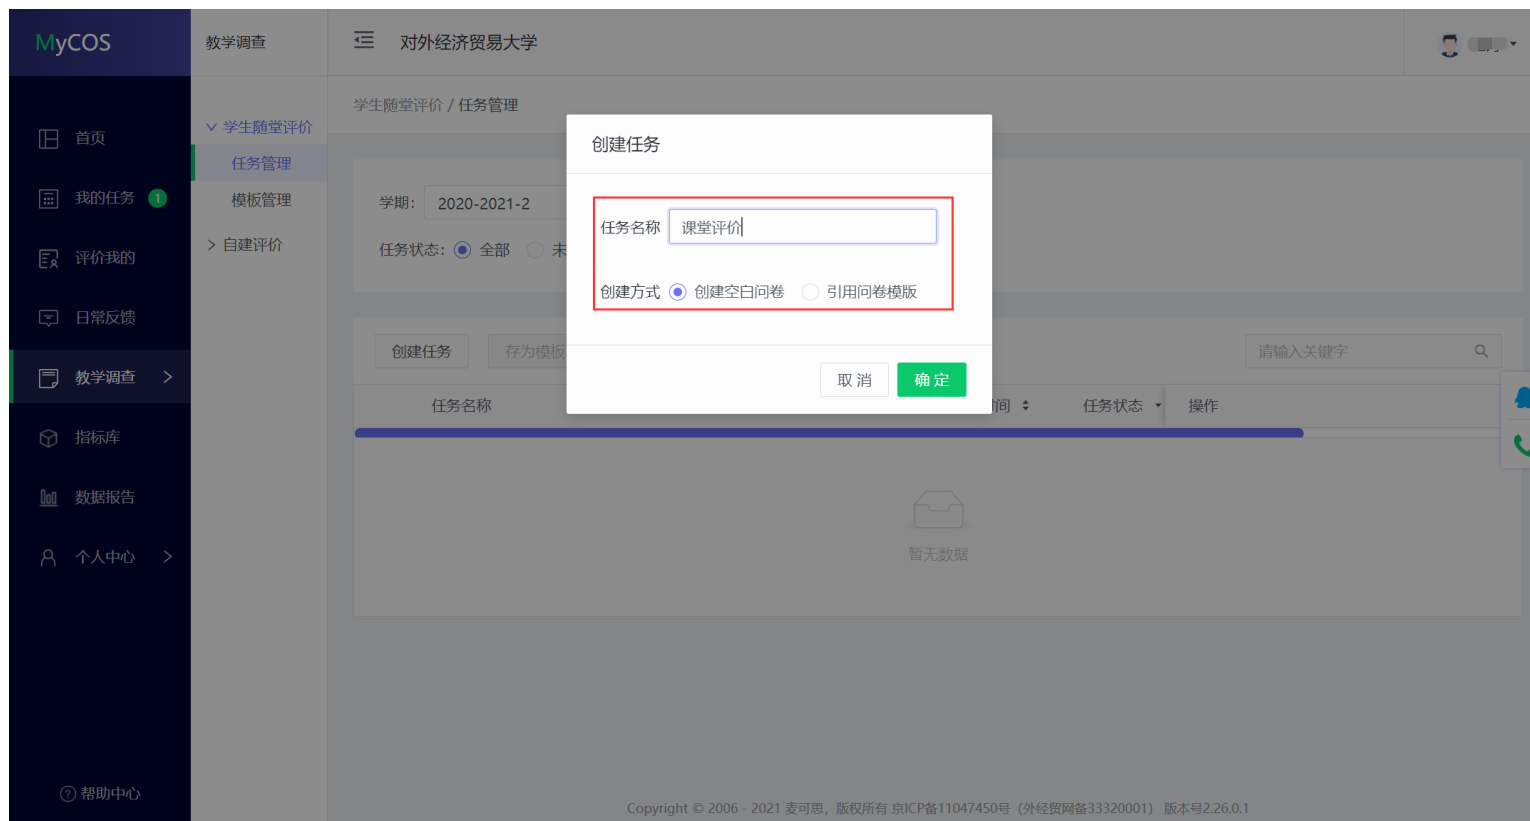 MyCOS
教学调查
对外经济贸易大学
首页
我的任务 1
评价我的
日常反馈
教学调查
指标库
数据报告
个人中心
帮助中心
学生随堂评价
任务管理
模板管理
自建评价
学生随堂评价 / 任务管理
学期： 2020-2021-2
任务状态： 全部 未
创建任务 存为模板
请输入关键字
任务名称 间 任务状态 操作
暂无数据
创建任务
任务名称 课堂评价
创建方式 创建空白问卷 引用问卷模版
取 消 确 定
Copyright © 2006 - 2021 麦可思，版权所有 京ICP备11047450号（外经贸网备33320001） 版本号2.26.0.1